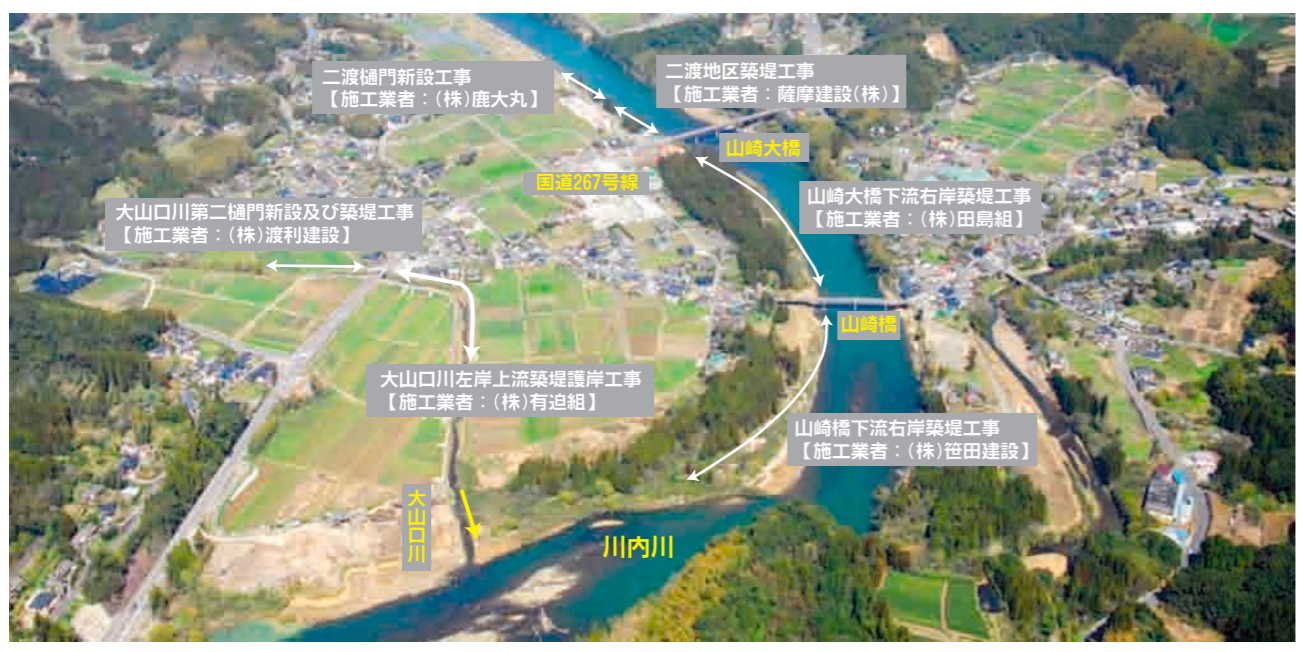 二渡樋門新設工事
【施工業者：(株)鹿大丸】
二渡地区築堤工事
【施工業者：薩摩建設(株)】
山崎大橋
国道267号線
山崎大橋下流右岸築堤工事
【施工業者：(株)田島組】
大山口川第二樋門新設及び築堤工事
【施工業者：(株)渡利建設】
山崎橋
大山口川左岸上流築堤護岸工事
【施工業者：(株)有迫組】
山崎橋下流右岸築堤工事
【施工業者：(株)笹田建設】
大山口川
川内川